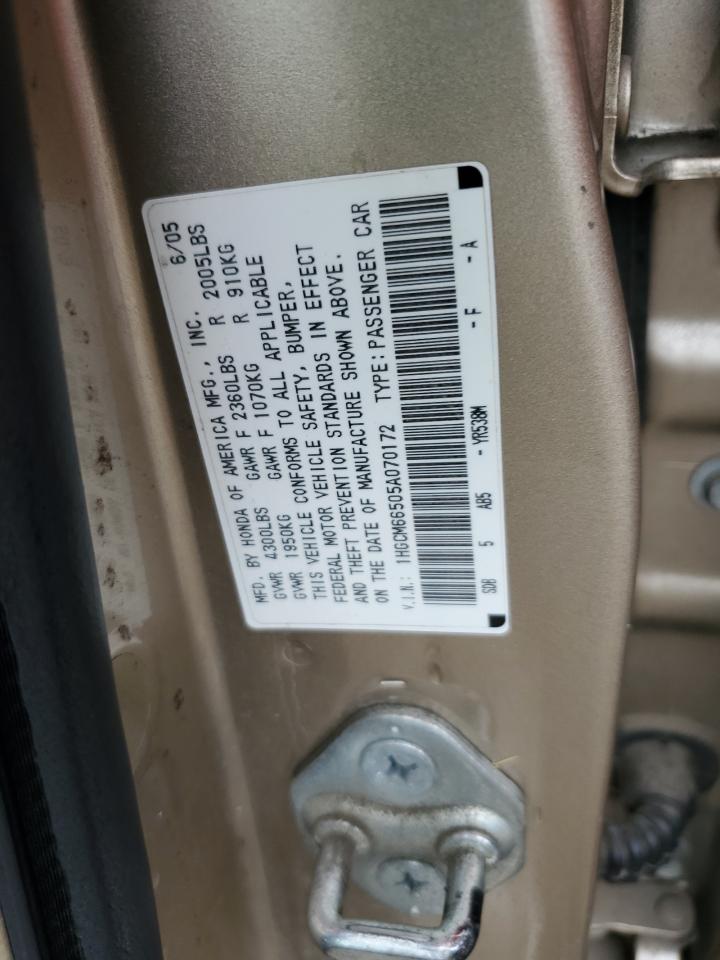 MFD. BY HONDA OF AMERICA MFG., INC. 6/05
GVWR 4300LBS GAWR F 2360LBS R 2005LBS
GVWR 1950KG GAWR F 1070KG R 910KG
THIS VEHICLE CONFORMS TO ALL APPLICABLE
FEDERAL MOTOR VEHICLE SAFETY, BUMPER,
AND THEFT PREVENTION STANDARDS IN EFFECT
ON THE DATE OF MANUFACTURE SHOWN ABOVE.
V.I.N.: 1HGCM66505A070172 TYPE:PASSENGER CAR
SDB 5 AB5 - YR538M - F - A